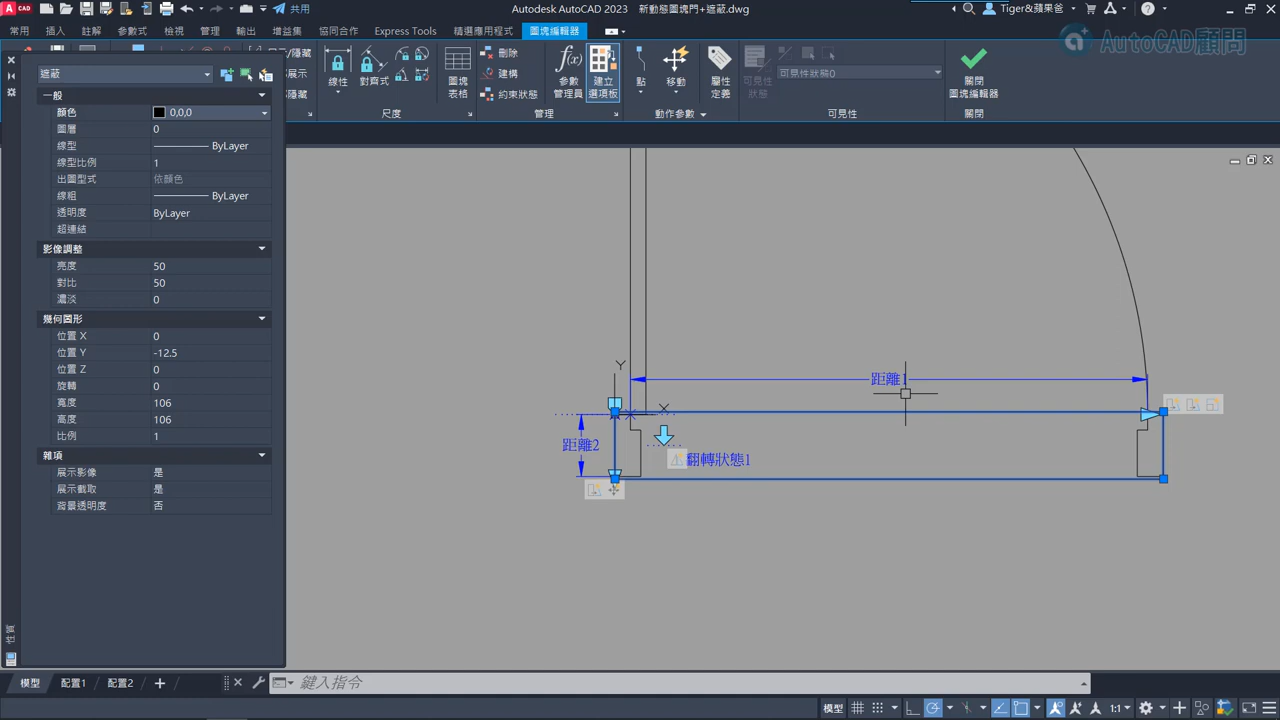 CAD
共用
Autodesk AutoCAD 2023 新動態圖塊門+遮蔽.dwg
Tiger&蘋果爸
常用 插入 註解 參數式 檢視 管理 輸出 增益集 協同合作 Express Tools 精選應用程式 圖塊編輯器
AutoCAD顧問
遮蔽
線性 對齊式 圖塊表格 刪除 建構 約束狀態 參數管理員 建立選項板 點 移動 屬性定義 可見性狀態 可見性狀態0 關閉圖塊編輯器
尺度 管理 動作參數 可見性 關閉
一般
顏色 0,0,0
圖層 0
線型 ByLayer
線型比例 1
出圖型式 依顏色
線粗 ByLayer
透明度 ByLayer
超連結
影像調整
亮度 50
對比 50
濃淡 0
幾何圖形
位置 X 0
位置 Y -12.5
位置 Z 0
旋轉 0
寬度 106
高度 106
比例 1
雜項
展示影像 是
展示截取 是
背景透明度 否
性質
Y
距離1
X
距離2
翻轉狀態1
模型 配置1 配置2
鍵入指令
模型 1:1